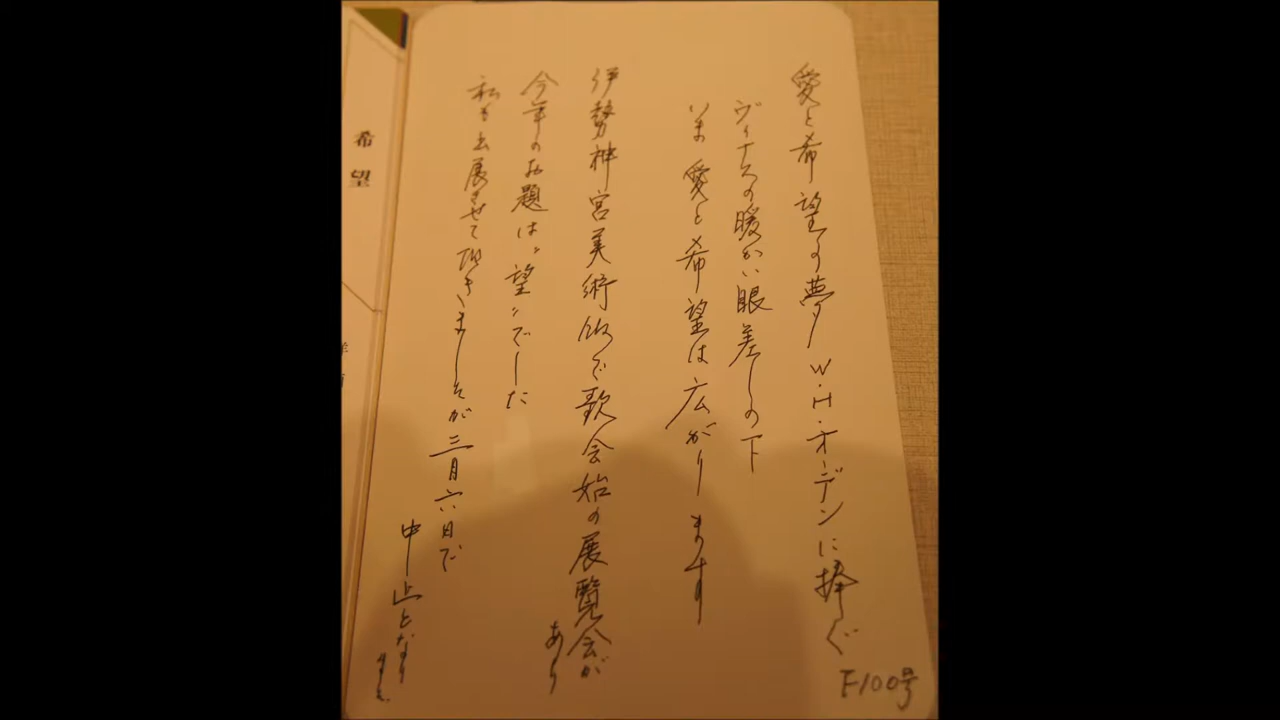 愛と希望の夢 W・H・オーデンに捧ぐ
F100号
ヴィナスの暖かい眼差しの下
いま 愛と希望は広がります
伊勢神宮美術館で歌会始の展覧会が
あり
今年のお題は〝望〟でした
私も出展させて頂きましたが三月六日で
中止となり
希望